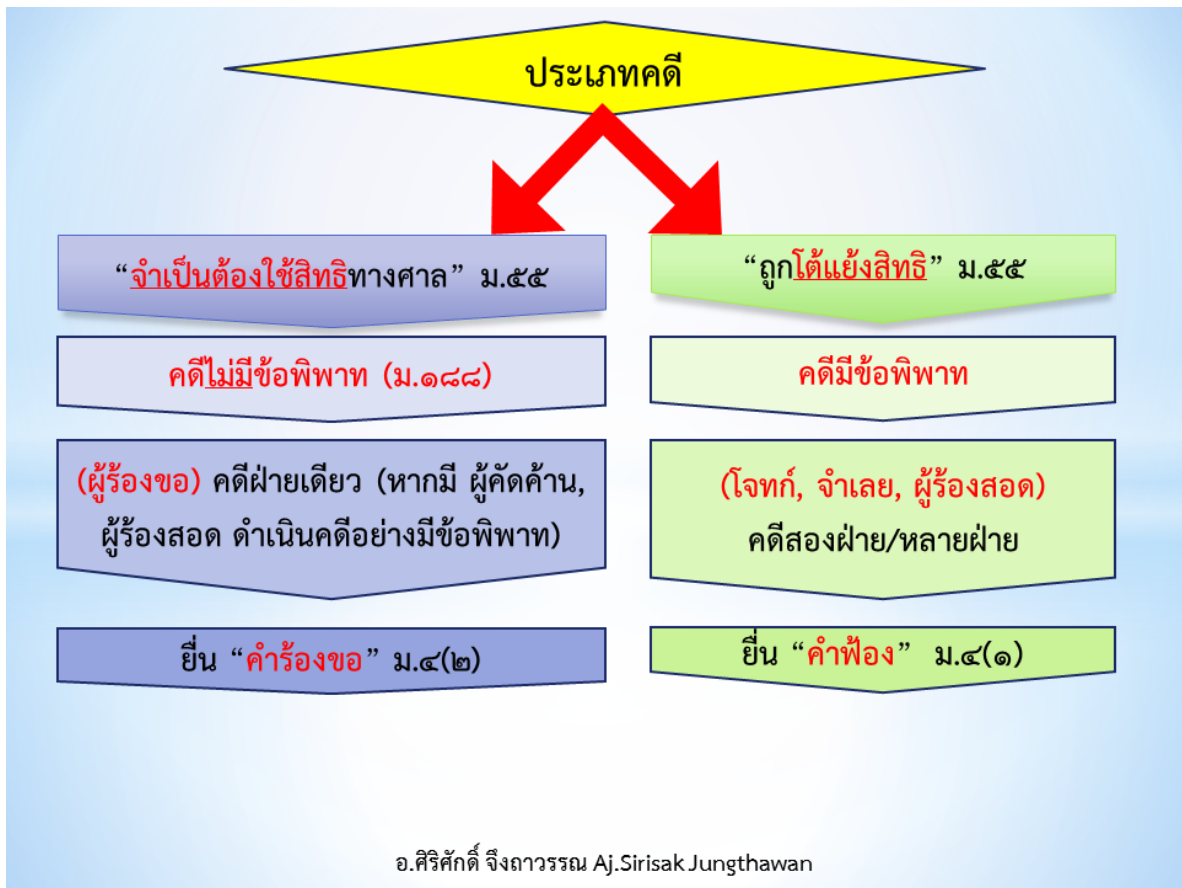 ประเภทคดี
“จำเป็นต้องใช้สิทธิทางศาล” ม.๕๕
คดีไม่มีข้อพิพาท (ม.๑๘๘)
(ผู้ร้องขอ) คดีฝ่ายเดียว (หากมี ผู้คัดค้าน,
ผู้ร้องสอด ดำเนินคดีอย่างมีข้อพิพาท)
ยื่น “คำร้องขอ” ม.๔(๒)
“ถูกโต้แย้งสิทธิ” ม.๕๕
คดีมีข้อพิพาท
(โจทก์, จำเลย, ผู้ร้องสอด)
คดีสองฝ่าย/หลายฝ่าย
ยื่น “คำฟ้อง” ม.๔(๑)
อ.ศิริศักดิ์ จึงถาวรรณ Aj.Sirisak Jungthawan